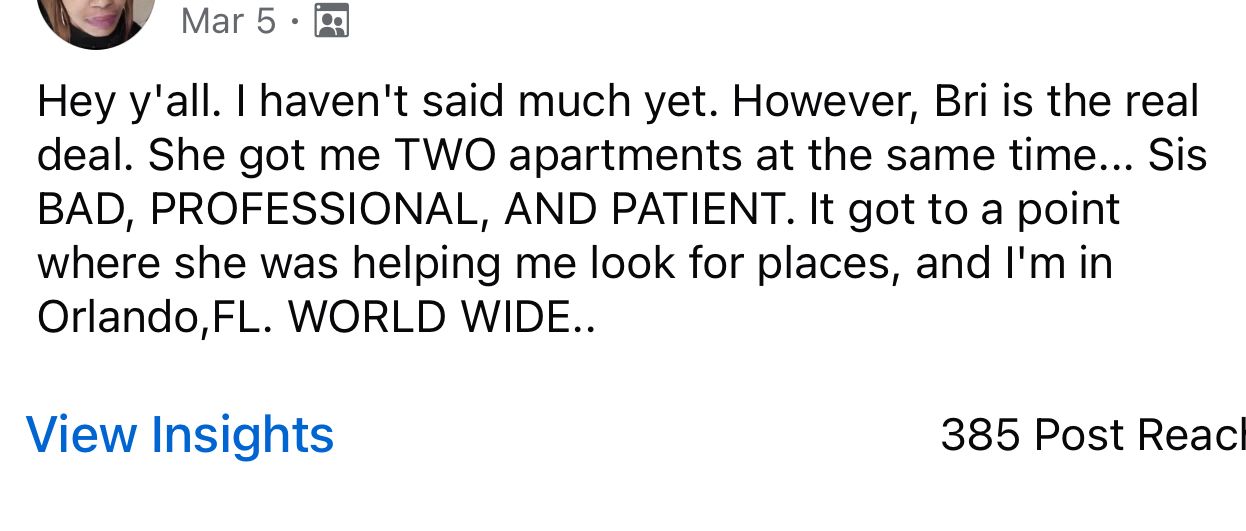 Mar 5 ·
Hey y'all. I haven't said much yet. However, Bri is the real
deal. She got me TWO apartments at the same time... Sis
BAD, PROFESSIONAL, AND PATIENT. It got to a point
where she was helping me look for places, and I'm in
Orlando,FL. WORLD WIDE..
View Insights
385 Post Reach